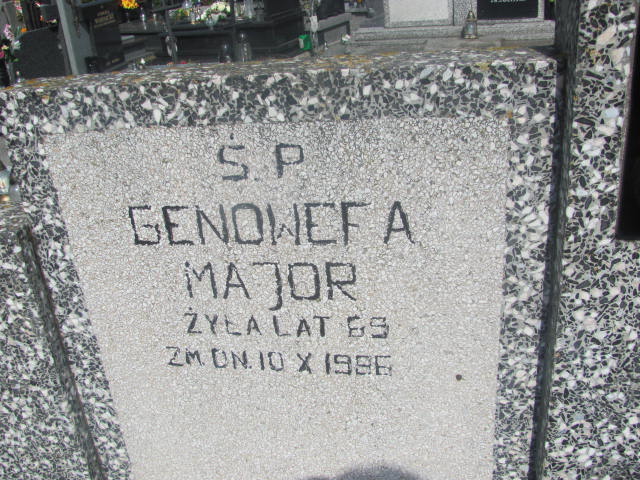 Ś.P
GENOWEFA
MAJOR
ŻYŁA LAT 69
ZM DN. 10 X 1986